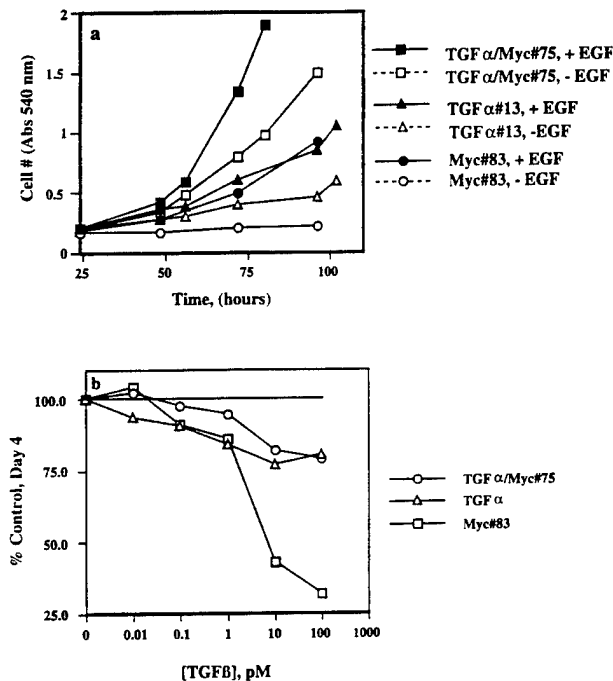 a
2
1.5
1
0.5
0
Cell # (Abs 540 nm)
25
50
75
100
Time, (hours)
TGFα/Myc#75, + EGF
TGFα/Myc#75, - EGF
TGFα#13, + EGF
TGFα#13, -EGF
Myc#83, + EGF
Myc#83, - EGF
b
100.0
75.0
50.0
25.0
% Control, Day 4
0
0.01
0.1
1
10
100
1000
[TGFß], pM
TGFα/Myc#75
TGFα
Myc#83